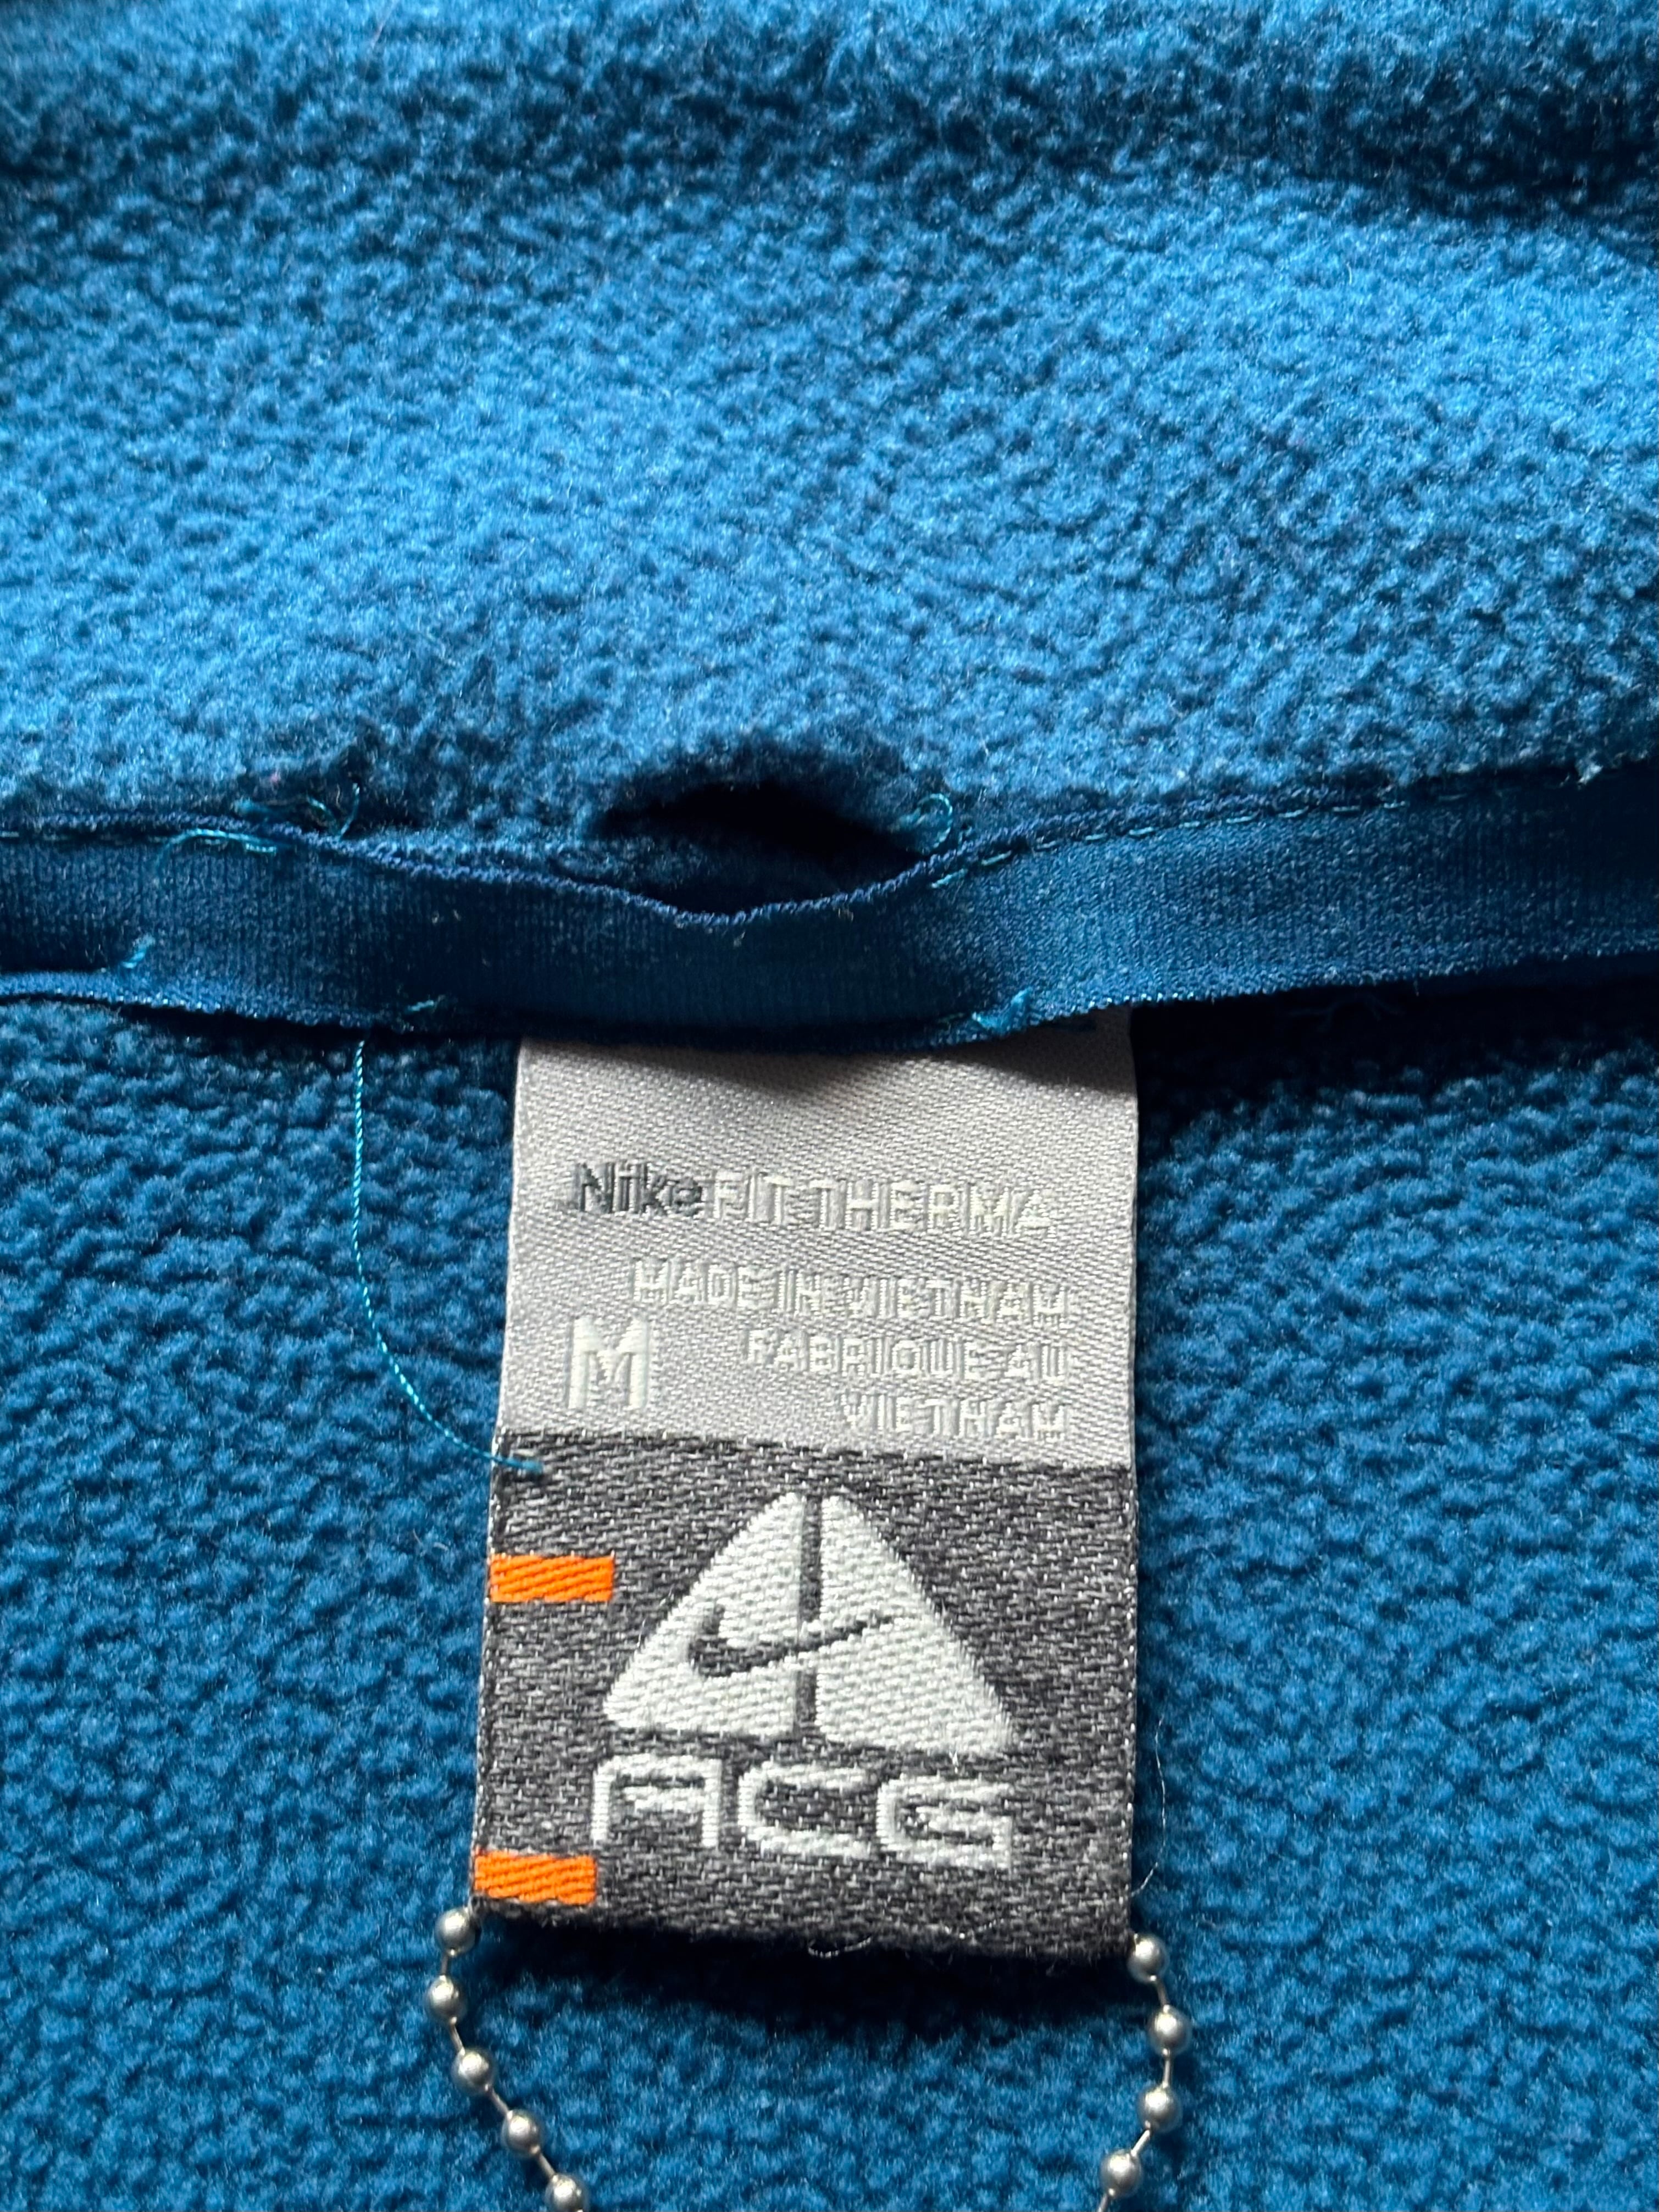 NikeFIT THERMA
MADE IN VIETNAM
M
FABRIQUE AU
VIETNAM
ACG